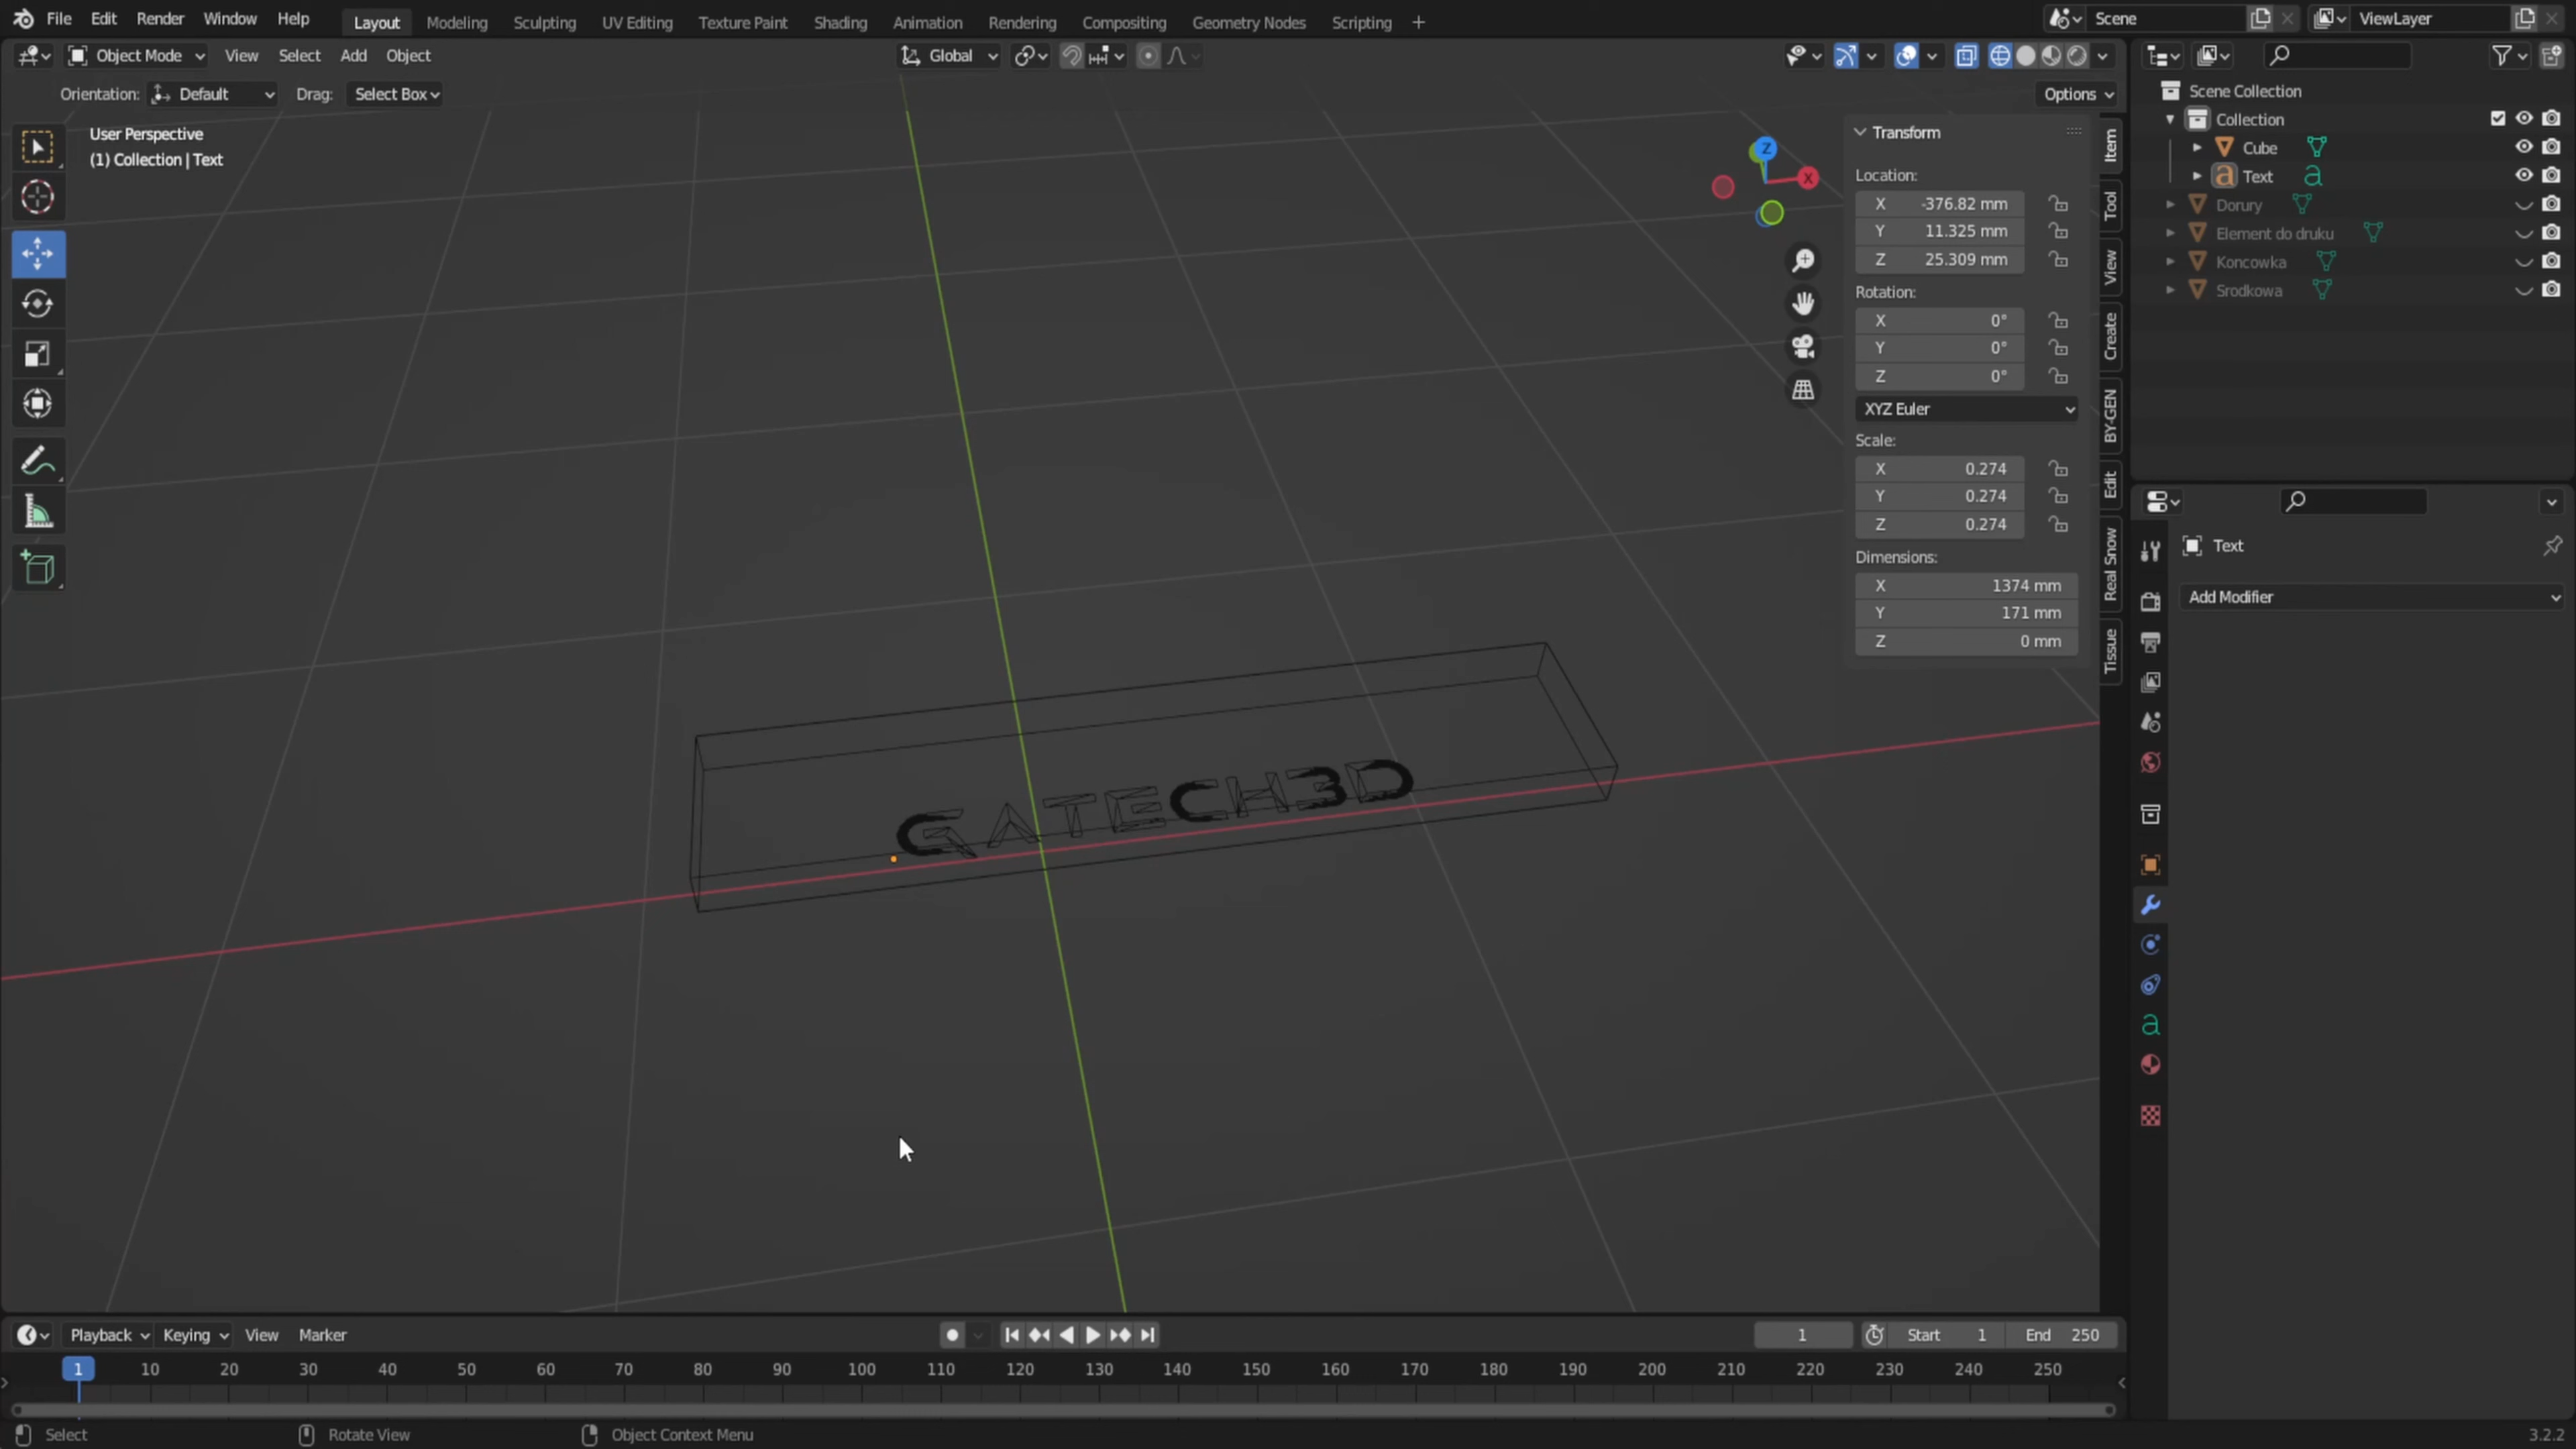 File Edit Render Window Help Layout Modeling Sculpting UV Editing Texture Paint Shading Animation Rendering Compositing Geometry Nodes Scripting + Scene ViewLayer
Object Mode View Select Add Object Global
Orientation: Default Drag: Select Box Options
User Perspective
(1) Collection | Text
GATECH3D
Z
X
Transform
Location:
X -376.82 mm
Y 11.325 mm
Z 25.309 mm
Rotation:
X 0°
Y 0°
Z 0°
XYZ Euler
Scale:
X 0.274
Y 0.274
Z 0.274
Dimensions:
X 1374 mm
Y 171 mm
Z 0 mm
Item
Tool
View
Create
BY-GEN
Edit
Real Snow
Tissue
Scene Collection
Collection
Cube
Text
Dorury
Element do druku
Koncowka
Srodkowa
Text
Add Modifier
Playback Keying View Marker 1 Start 1 End 250
1 10 20 30 40 50 60 70 80 90 100 110 120 130 140 150 160 170 180 190 200 210 220 230 240 250
Select Rotate View Object Context Menu 3.2.2